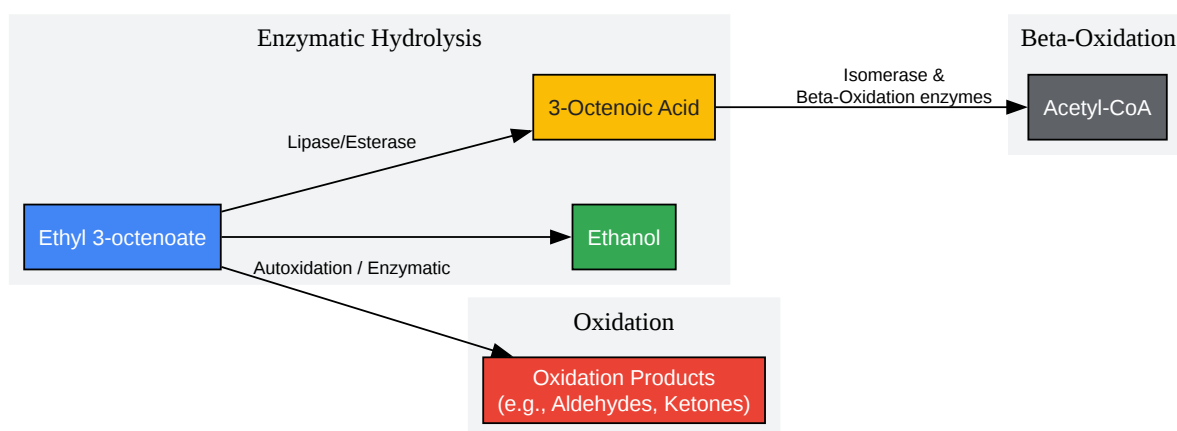 Enzymatic Hydrolysis
Beta-Oxidation
Isomerase &
Beta-Oxidation enzymes
3-Octenoic Acid
Acetyl-CoA
Lipase/Esterase
Ethyl 3-octenoate
Ethanol
Autoxidation / Enzymatic
Oxidation
Oxidation Products
(e.g., Aldehydes, Ketones)